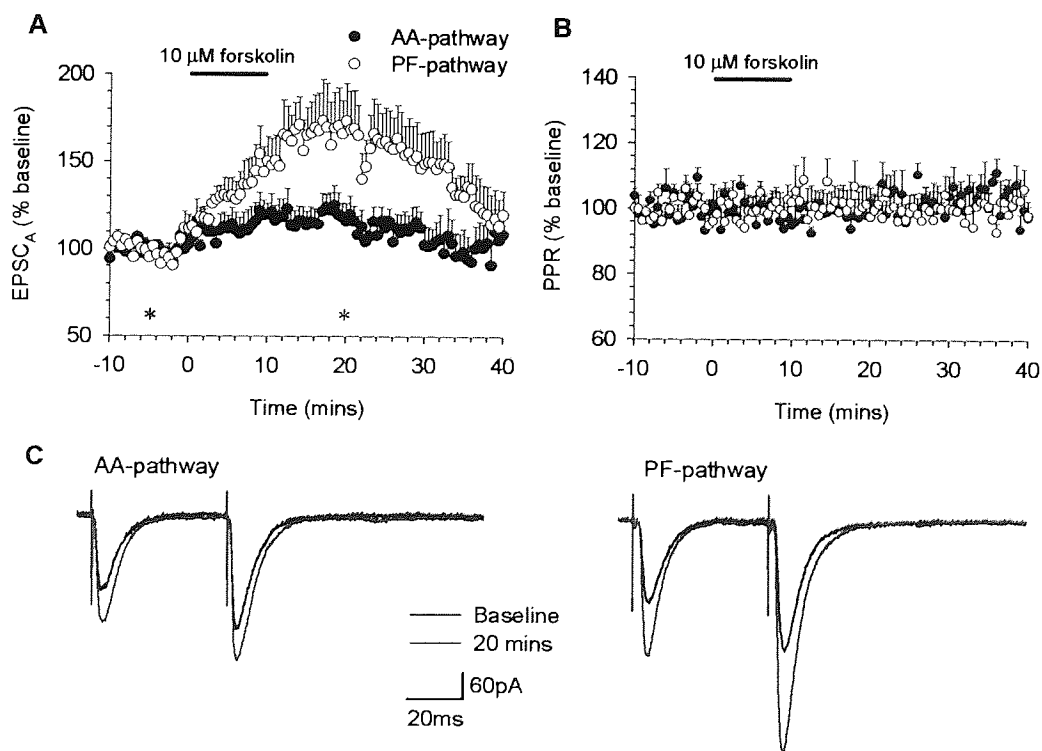 A
AA-pathway
PF-pathway
10 μM forskolin
200
150
100
50
EPSC_A (% baseline)
* *
-10 0 10 20 30 40
Time (mins)
B
10 μM forskolin
140
120
100
80
60
PPR (% baseline)
-10 0 10 20 30 40
Time (mins)
C
AA-pathway
PF-pathway
Baseline
20 mins
60pA
20ms